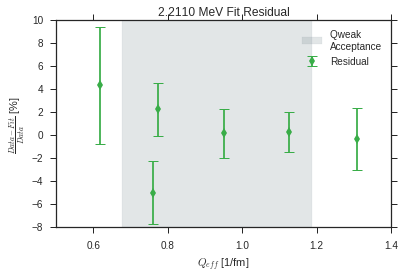 2.2110 MeV Fit Residual
Qweak
Acceptance
Residual
10
8
6
4
2
0
−2
−4
−6
−8
0.6 0.8 1.0 1.2 1.4
Data − Fit / Data [%]
Q_eff [1/fm]